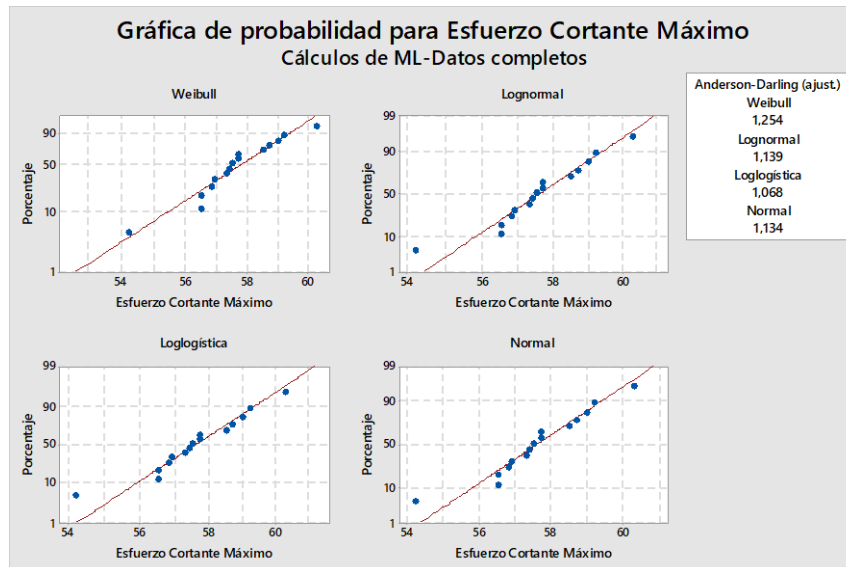 Gráfica de probabilidad para Esfuerzo Cortante Máximo
Cálculos de ML-Datos completos
Weibull
Porcentaje
90
50
10
1
54
56
58
60
Esfuerzo Cortante Máximo
Lognormal
Porcentaje
99
90
50
10
1
54
56
58
60
Esfuerzo Cortante Máximo
Anderson-Darling (ajust.)
Weibull
1,254
Lognormal
1,139
Loglogística
1,068
Normal
1,134
Loglogística
Porcentaje
99
90
50
10
1
54
56
58
60
Esfuerzo Cortante Máximo
Normal
Porcentaje
99
90
50
10
1
54
56
58
60
Esfuerzo Cortante Máximo